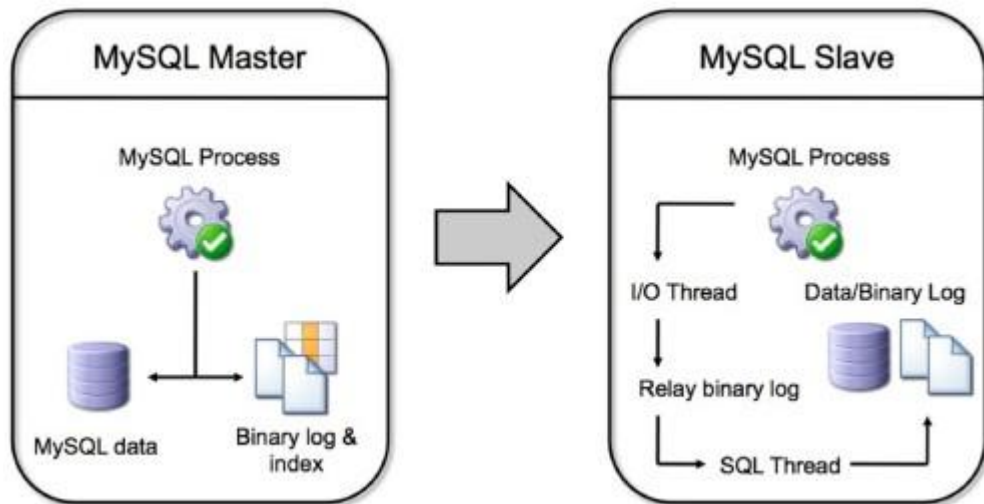 MySQL Master
MySQL Process
MySQL data
Binary log &
index
MySQL Slave
MySQL Process
I/O Thread
Data/Binary Log
Relay binary log
SQL Thread